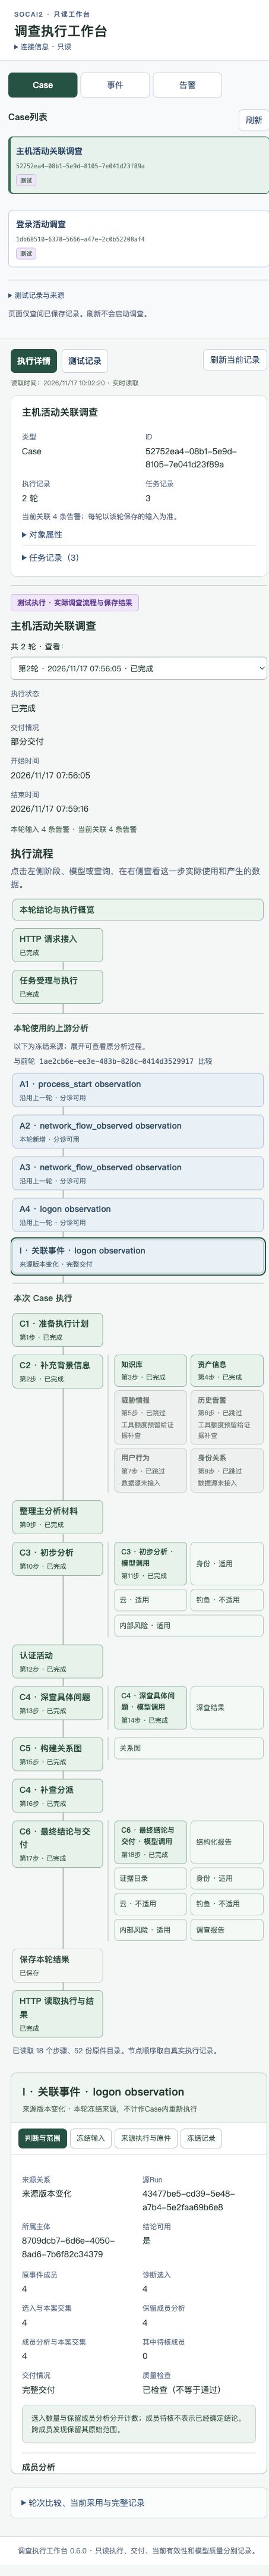 SOCAI2 · 只读工作台
调查执行工作台
▶ 连接信息 · 只读
Case
事件
告警
Case列表
刷新
主机活动关联调查
52752ea4-08b1-5e9d-8105-7e041d23f89a
测试
登录活动调查
1db68510-6378-5666-a47e-2c0b52208af4
测试
▶ 测试记录与来源
页面仅查阅已保存记录。刷新不会启动调查。
执行详情
测试记录
刷新当前记录
读取时间：2026/11/17 10:02:20 · 实时读取
主机活动关联调查
类型
Case
ID
52752ea4-08b1-5e9d-
8105-7e041d23f89a
执行记录
2 轮
任务记录
3
当前关联 4 条告警；每轮以该轮保存的输入为准。
▶ 对象属性
▶ 任务记录（3）
测试执行 · 实际调查流程与保存结果
主机活动关联调查
共 2 轮 · 查看：
第2轮 · 2026/11/17 07:56:05 · 已完成
执行状态
已完成
交付情况
部分交付
开始时间
2026/11/17 07:56:05
结束时间
2026/11/17 07:59:16
本轮输入 4 条告警 · 当前关联 4 条告警
执行流程
点击左侧阶段、模型或查询，在右侧查看这一步实际使用和产生的数
据。
本轮结论与执行概览
HTTP 请求接入
已完成
任务受理与执行
已完成
本轮使用的上游分析
以下为冻结来源；展开可查看原分析过程。
与前轮 1ae2cb6e-ee3e-483b-828c-0414d3529917 比较
A1 · process_start observation
沿用上一轮 · 分诊可用
A2 · network_flow_observed observation
本轮新增 · 分诊可用
A3 · network_flow_observed observation
沿用上一轮 · 分诊可用
A4 · logon observation
沿用上一轮 · 分诊可用
I · 关联事件 · logon observation
来源版本变化 · 完整交付
本次 Case 执行
C1 · 准备执行计划
第1步 · 已完成
C2 · 补充背景信息
第2步 · 已完成
知识库
第3步 · 已完成
资产信息
第4步 · 已完成
威胁情报
第5步 · 已跳过
工具额度预留给证
据补查
历史告警
第6步 · 已跳过
工具额度预留给证
据补查
用户行为
第7步 · 已跳过
数据源未接入
身份关系
第8步 · 已跳过
数据源未接入
整理主分析材料
第9步 · 已完成
C3 · 初步分析
第10步 · 已完成
C3 · 初步分析 ·
模型调用
第11步 · 已完成
身份 · 适用
云 · 适用
钓鱼 · 不适用
内部风险 · 适用
认证活动
第12步 · 已完成
C4 · 深查具体问
题
第13步 · 已完成
C4 · 深查具体问
题 · 模型调用
第14步 · 已完成
深查结果
C5 · 构建关系图
第15步 · 已完成
关系图
C4 · 补查分派
第16步 · 已完成
C6 · 最终结论与交
付
第17步 · 已完成
C6 · 最终结论与
交付 · 模型调用
第18步 · 已完成
结构化报告
证据目录
身份 · 适用
云 · 不适用
钓鱼 · 不适用
内部风险 · 适用
调查报告
保存本轮结果
已保存
HTTP 读取执行与结
果
已完成
已读取 18 个步骤、52 份原件目录。节点顺序取自真实执行记录。
I · 关联事件 · logon observation
来源版本变化 · 本轮冻结来源，不计作Case内重新执行
判断与范围
冻结输入
来源执行与原件
冻结记录
来源关系
来源版本变化
源Run
43477be5-cd39-5e48-
a7b4-5e2faa69b6e8
所属主体
8709dcb7-6d6e-4050-
8ad6-7b6f82c34379
结论可用
是
原事件成员
4
诊断选入
4
选入与本案交集
4
保留成员分析
4
成员分析与本案交集
4
其中待核成员
0
交付情况
完整交付
质量检查
已检查（不等于通过）
选入数量与保留成员分析分开计数；成员待核不表示已经确定结论。
跨成员发现保留其原始范围。
成员分析
▶ 轮次比较、当前采用与完整记录
调查执行工作台 0.6.0 · 只读执行、交付、当前有效性和模型质量分别记录。